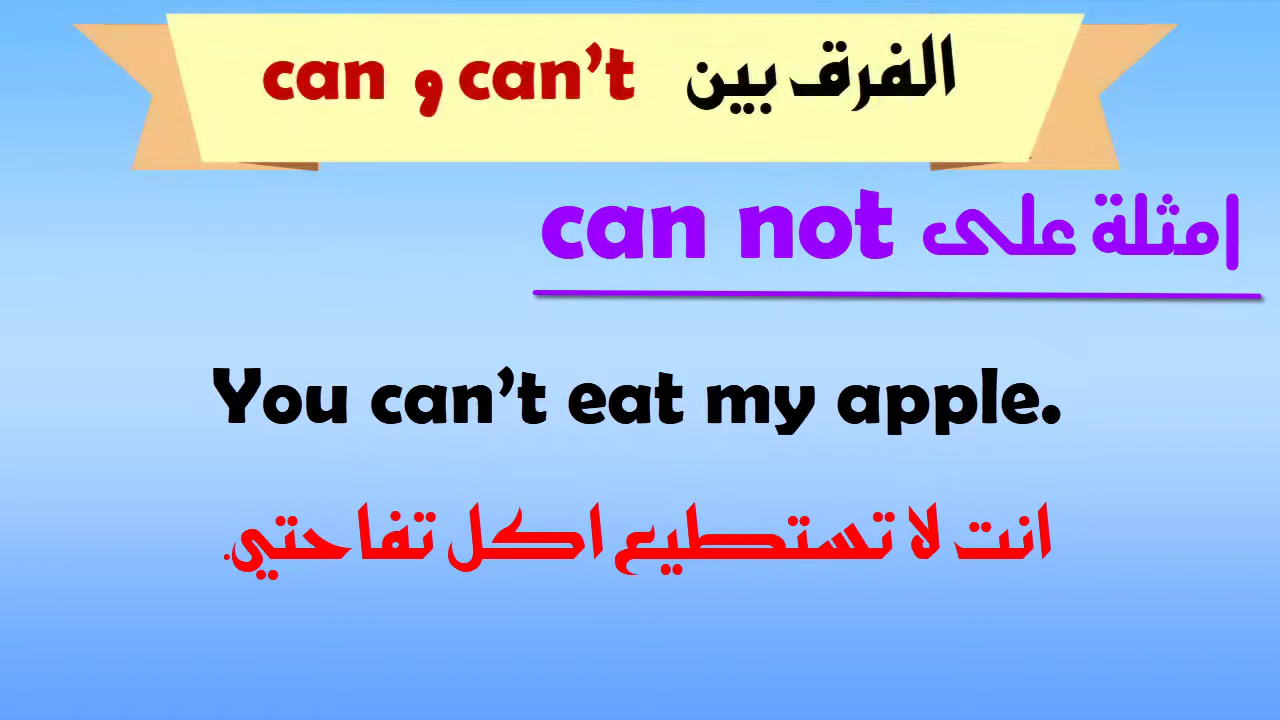 الفرق بين can't و can
امثلة على can not
You can't eat my apple.
انت لا تستطيع اكل تفاحتي.